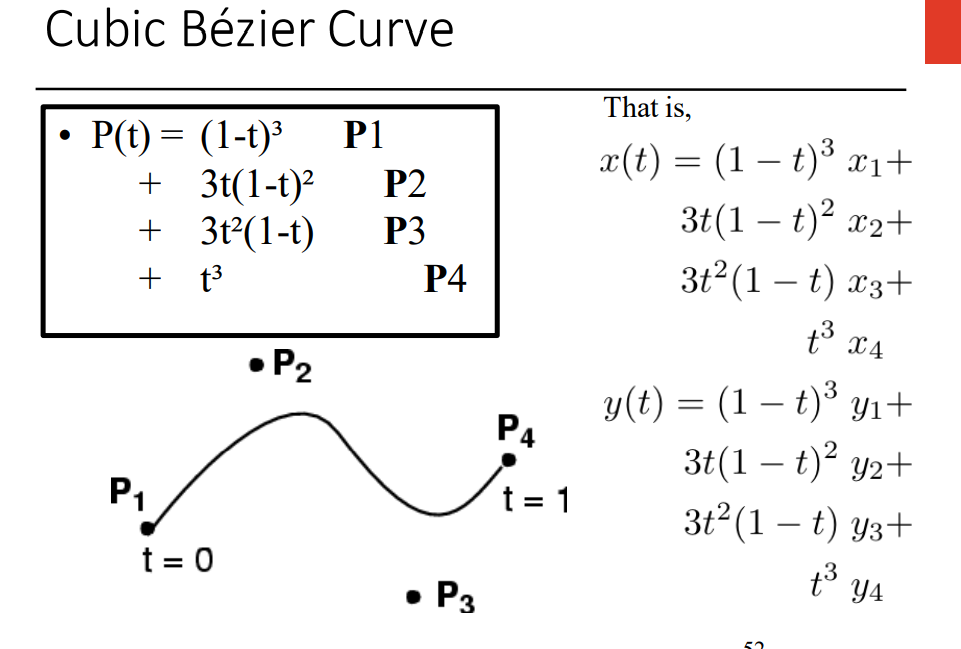 Cubic Bézier Curve
• P(t) = (1-t)³ P1
+ 3t(1-t)² P2
+ 3t²(1-t) P3
+ t³ P4
That is,
x(t) = (1 − t)³ x₁+
3t(1 − t)² x₂+
3t²(1 − t) x₃+
t³ x₄
y(t) = (1 − t)³ y₁+
3t(1 − t)² y₂+
3t²(1 − t) y₃+
t³ y₄
P₂
P₄
t = 1
P₁
t = 0
P₃